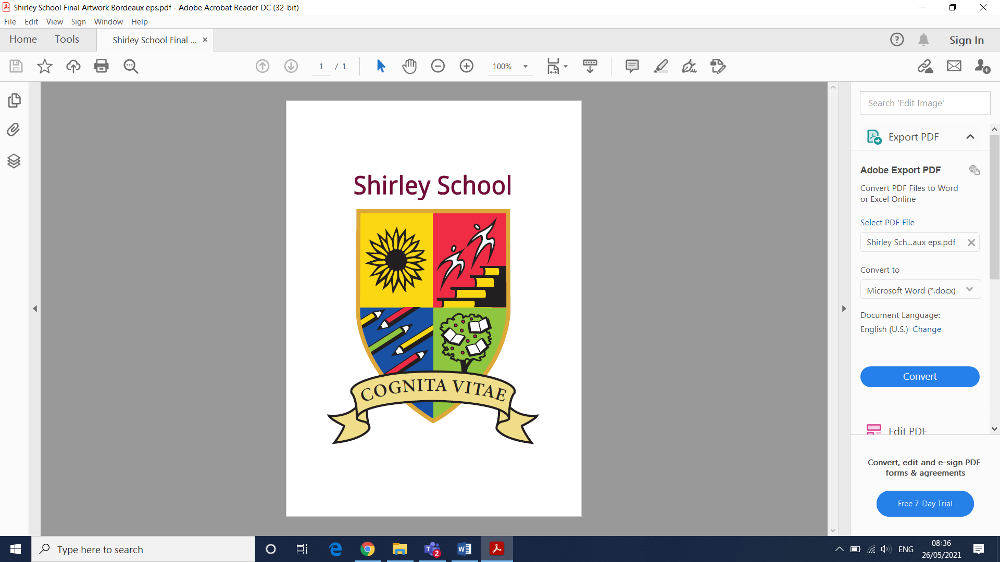 Shirley School Final Artwork Bordeaux eps.pdf - Adobe Acrobat Reader DC (32-bit)
File Edit View Sign Window Help
Home Tools Shirley School Final ... ×
Sign In
1 / 1 100%
Search 'Edit Image'
Export PDF
Adobe Export PDF
Convert PDF Files to Word
or Excel Online
Select PDF File
Shirley Sch...aux eps.pdf
Convert to
Microsoft Word (*.docx)
Document Language:
English (U.S.) Change
Convert
Edit PDF
Convert, edit and e-sign PDF
forms & agreements
Free 7-Day Trial
Shirley School
COGNITA VITAE
Type here to search
2
ENG
08:36
26/05/2021